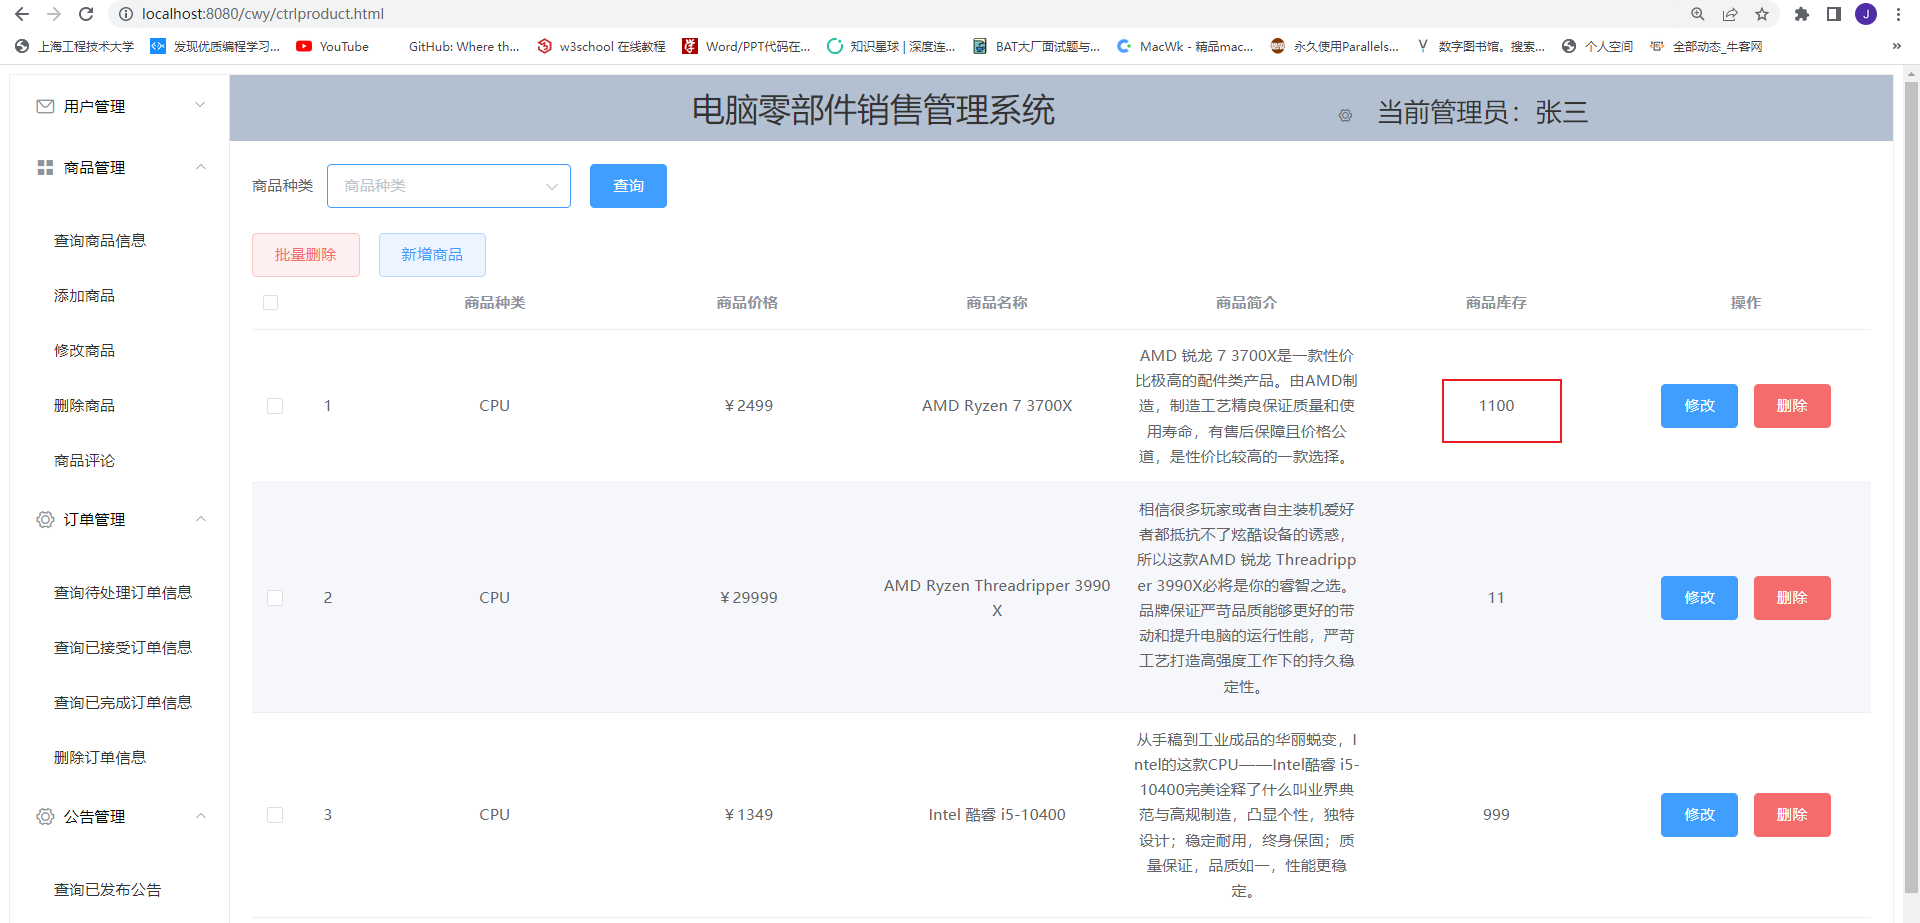 localhost:8080/cwy/ctrlproduct.html
J
上海工程技术大学
发现优质编程学习...
YouTube
GitHub: Where th...
w3school 在线教程
Word/PPT代码在...
知识星球 | 深度连...
BAT大厂面试题与...
MacWk - 精品mac...
永久使用Parallels...
数字图书馆。搜索...
个人空间
全部动态_牛客网
»
用户管理
商品管理
查询商品信息
添加商品
修改商品
删除商品
商品评论
订单管理
查询待处理订单信息
查询已接受订单信息
查询已完成订单信息
删除订单信息
公告管理
查询已发布公告
电脑零部件销售管理系统
当前管理员：张三
商品种类 商品种类 查询
批量删除 新增商品
商品种类 商品价格 商品名称 商品简介 商品库存 操作
1 CPU ￥2499 AMD Ryzen 7 3700X
AMD 锐龙 7 3700X是一款性价
比极高的配件类产品。由AMD制
造，制造工艺精良保证质量和使
用寿命，有售后保障且价格公
道，是性价比较高的一款选择。
1100 修改 删除
2 CPU ￥29999
AMD Ryzen Threadripper 3990
X
相信很多玩家或者自主装机爱好
者都抵抗不了炫酷设备的诱惑，
所以这款AMD 锐龙 Threadripp
er 3990X必将是你的睿智之选。
品牌保证严苛品质能够更好的带
动和提升电脑的运行性能，严苛
工艺打造高强度工作下的持久稳
定性。
11 修改 删除
3 CPU ￥1349 Intel 酷睿 i5-10400
从手稿到工业成品的华丽蜕变，I
ntel的这款CPU——Intel酷睿 i5-
10400完美诠释了什么叫业界典
范与高规制造，凸显个性，独特
设计；稳定耐用，终身保固；质
量保证，品质如一，性能更稳
定。
999 修改 删除